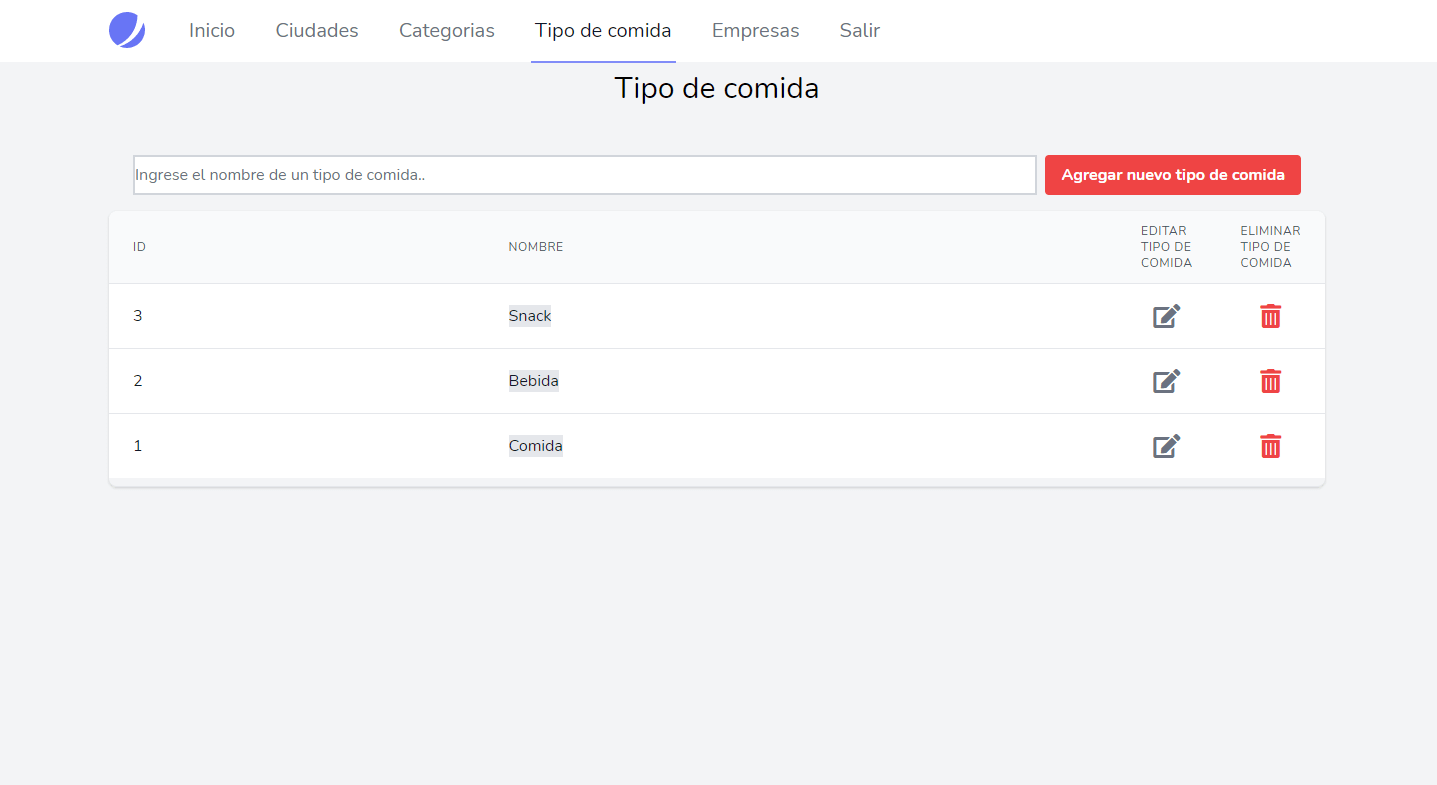 Inicio Ciudades Categorias Tipo de comida Empresas Salir
Tipo de comida
Ingrese el nombre de un tipo de comida.. Agregar nuevo tipo de comida
ID NOMBRE EDITAR TIPO DE COMIDA ELIMINAR TIPO DE COMIDA
3 Snack
2 Bebida
1 Comida